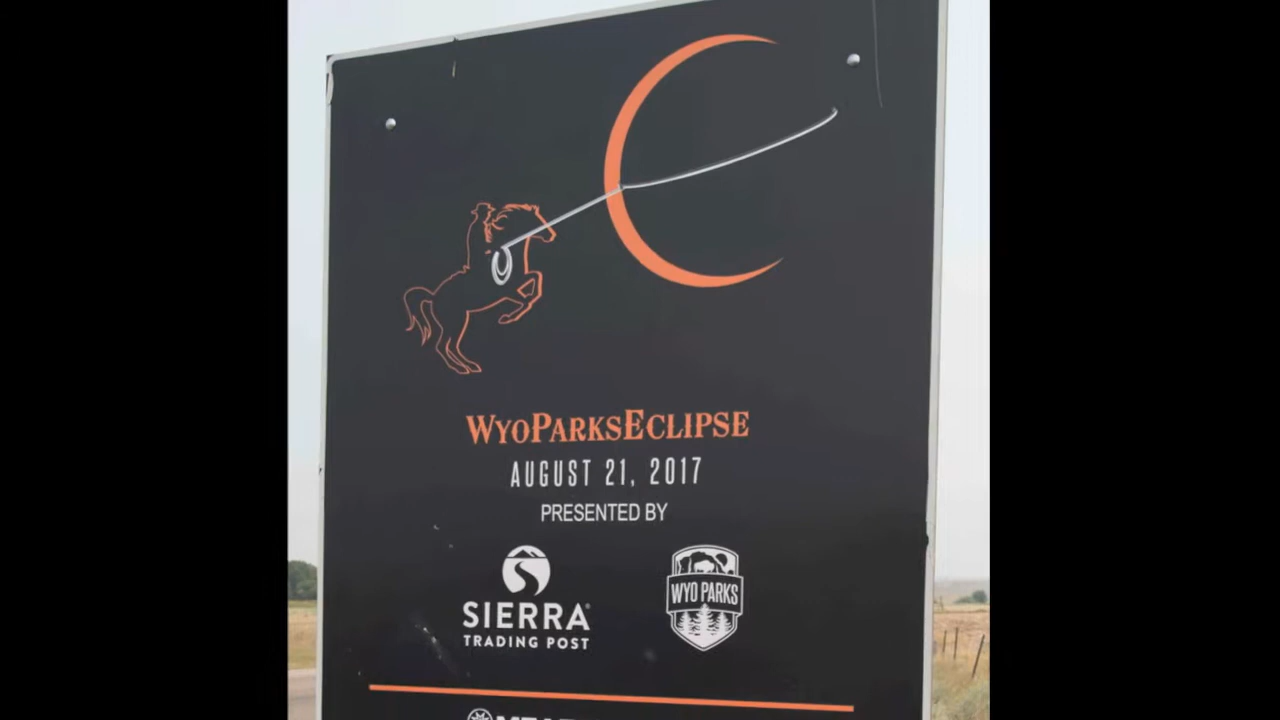 WYOPARKSECLIPSE
AUGUST 21, 2017
PRESENTED BY
SIERRA®
TRADING POST
WYO PARKS